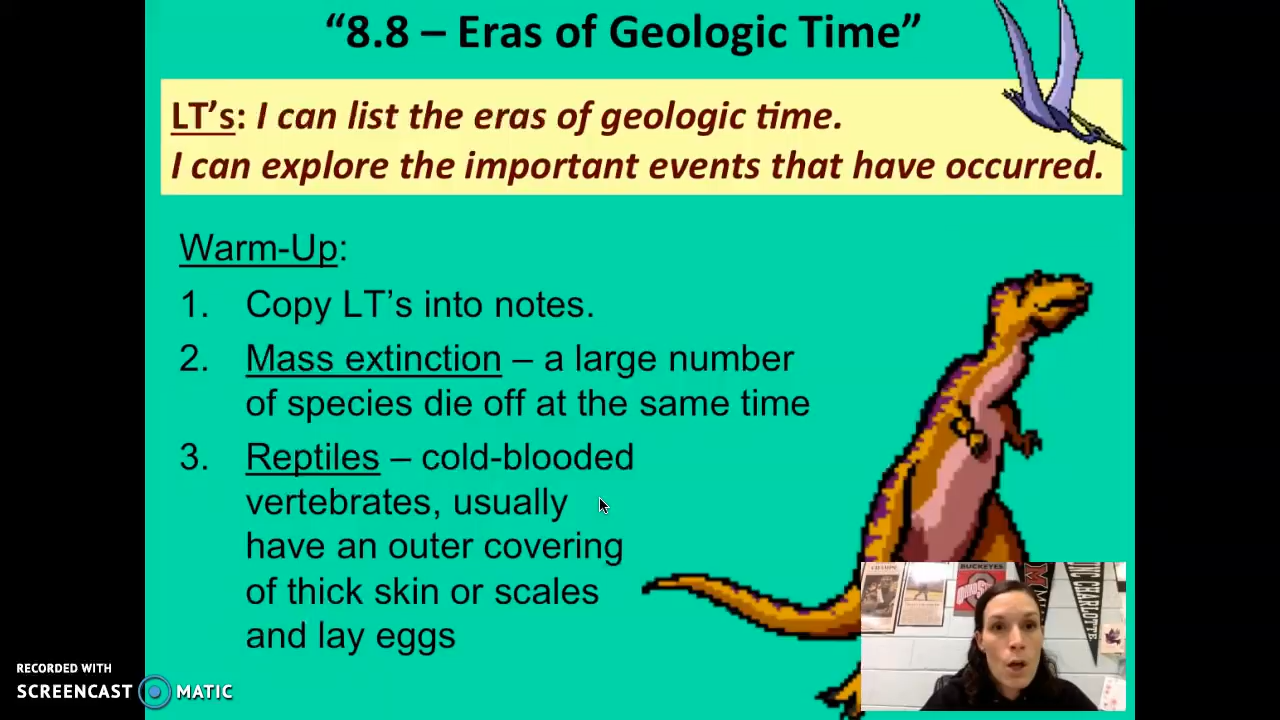 “8.8 – Eras of Geologic Time”
LT’s: I can list the eras of geologic time.
I can explore the important events that have occurred.
Warm-Up:
1. Copy LT’s into notes.
2. Mass extinction – a large number
of species die off at the same time
3. Reptiles – cold-blooded
vertebrates, usually
have an outer covering
of thick skin or scales
and lay eggs
RECORDED WITH
SCREENCAST MATIC
BUCKEYES
CHARLOTTE